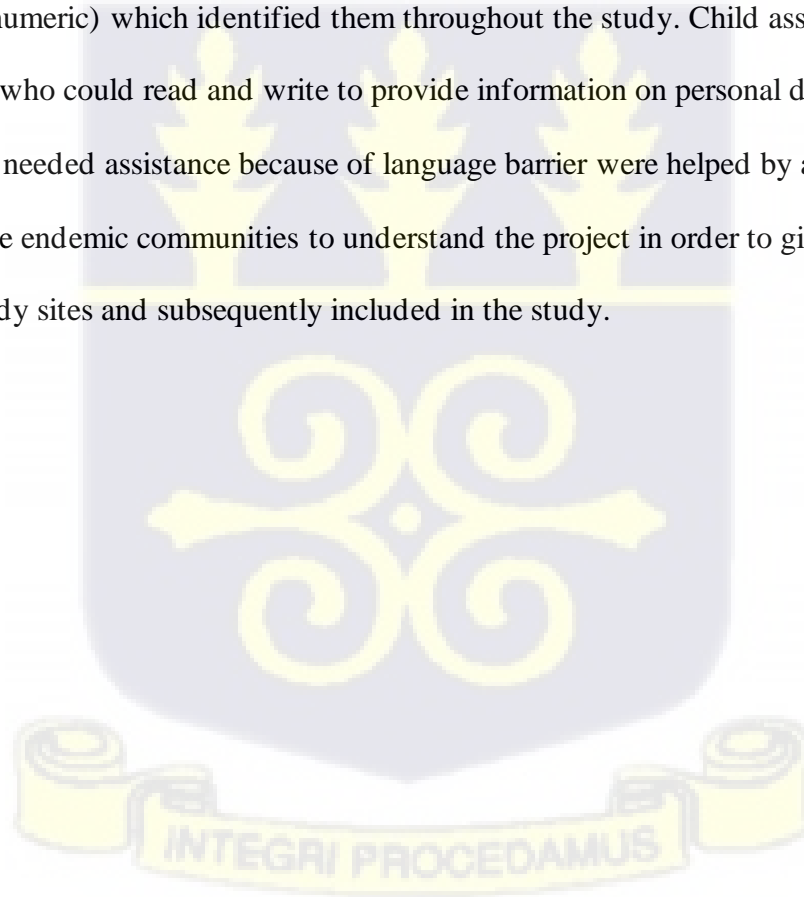 numeric) which identified them throughout the study. Child ass
who could read and write to provide information on personal d
needed assistance because of language barrier were helped by a
e endemic communities to understand the project in order to gi
dy sites and subsequently included in the study.
INTEGRI PROCEDAMUS